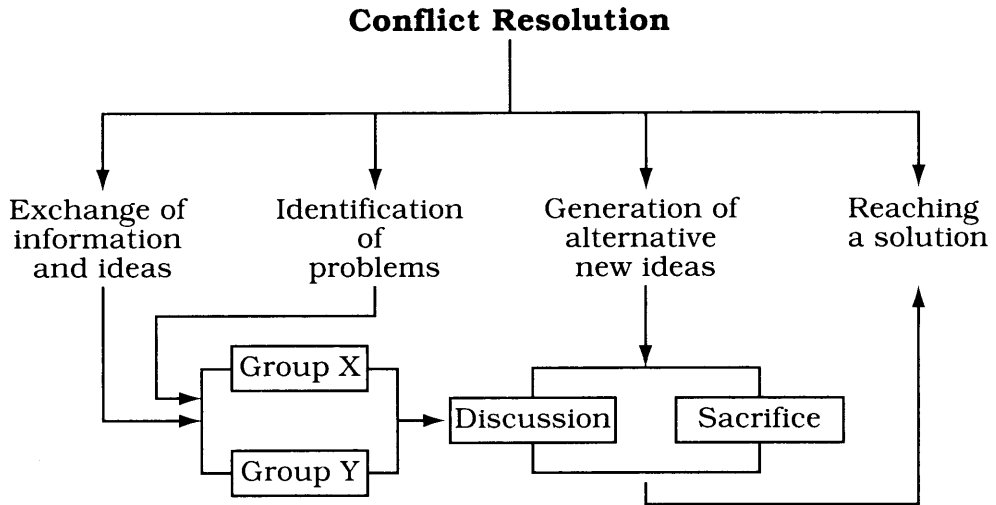 Conflict Resolution
Exchange of
information
and ideas
Identification
of
problems
Generation of
alternative
new ideas
Reaching
a solution
Group X
Group Y
Discussion
Sacrifice